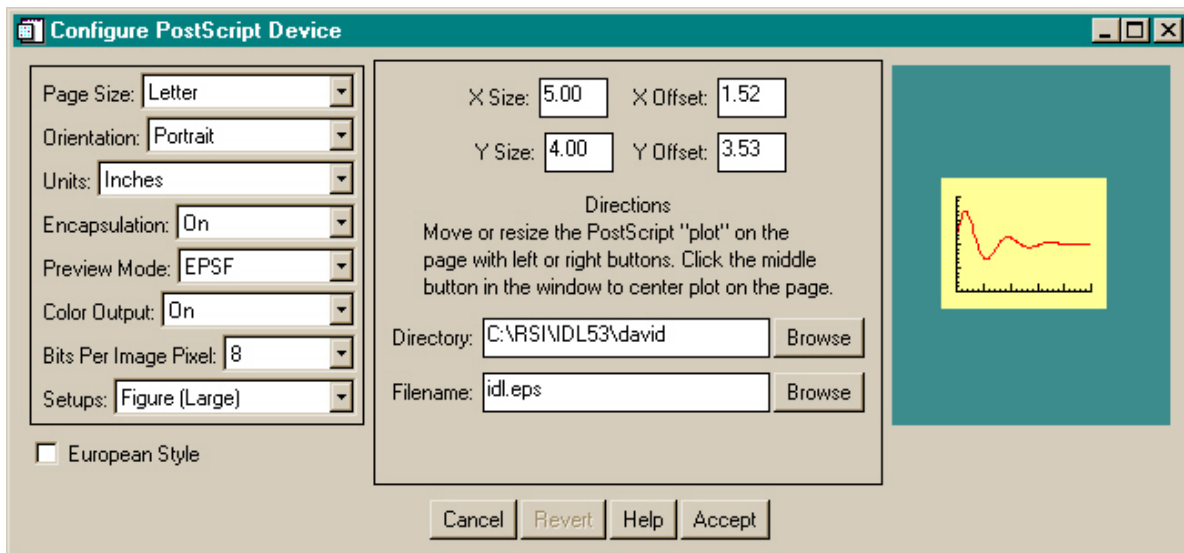 Configure PostScript Device
Page Size: Letter
Orientation: Portrait
Units: Inches
Encapsulation: On
Preview Mode: EPSF
Color Output: On
Bits Per Image Pixel: 8
Setups: Figure (Large)
European Style
X Size: 5.00 X Offset: 1.52
Y Size: 4.00 Y Offset: 3.53
Directions
Move or resize the PostScript "plot" on the
page with left or right buttons. Click the middle
button in the window to center plot on the page.
Directory: C:\RSI\IDL53\david Browse
Filename: idl.eps Browse
Cancel Revert Help Accept